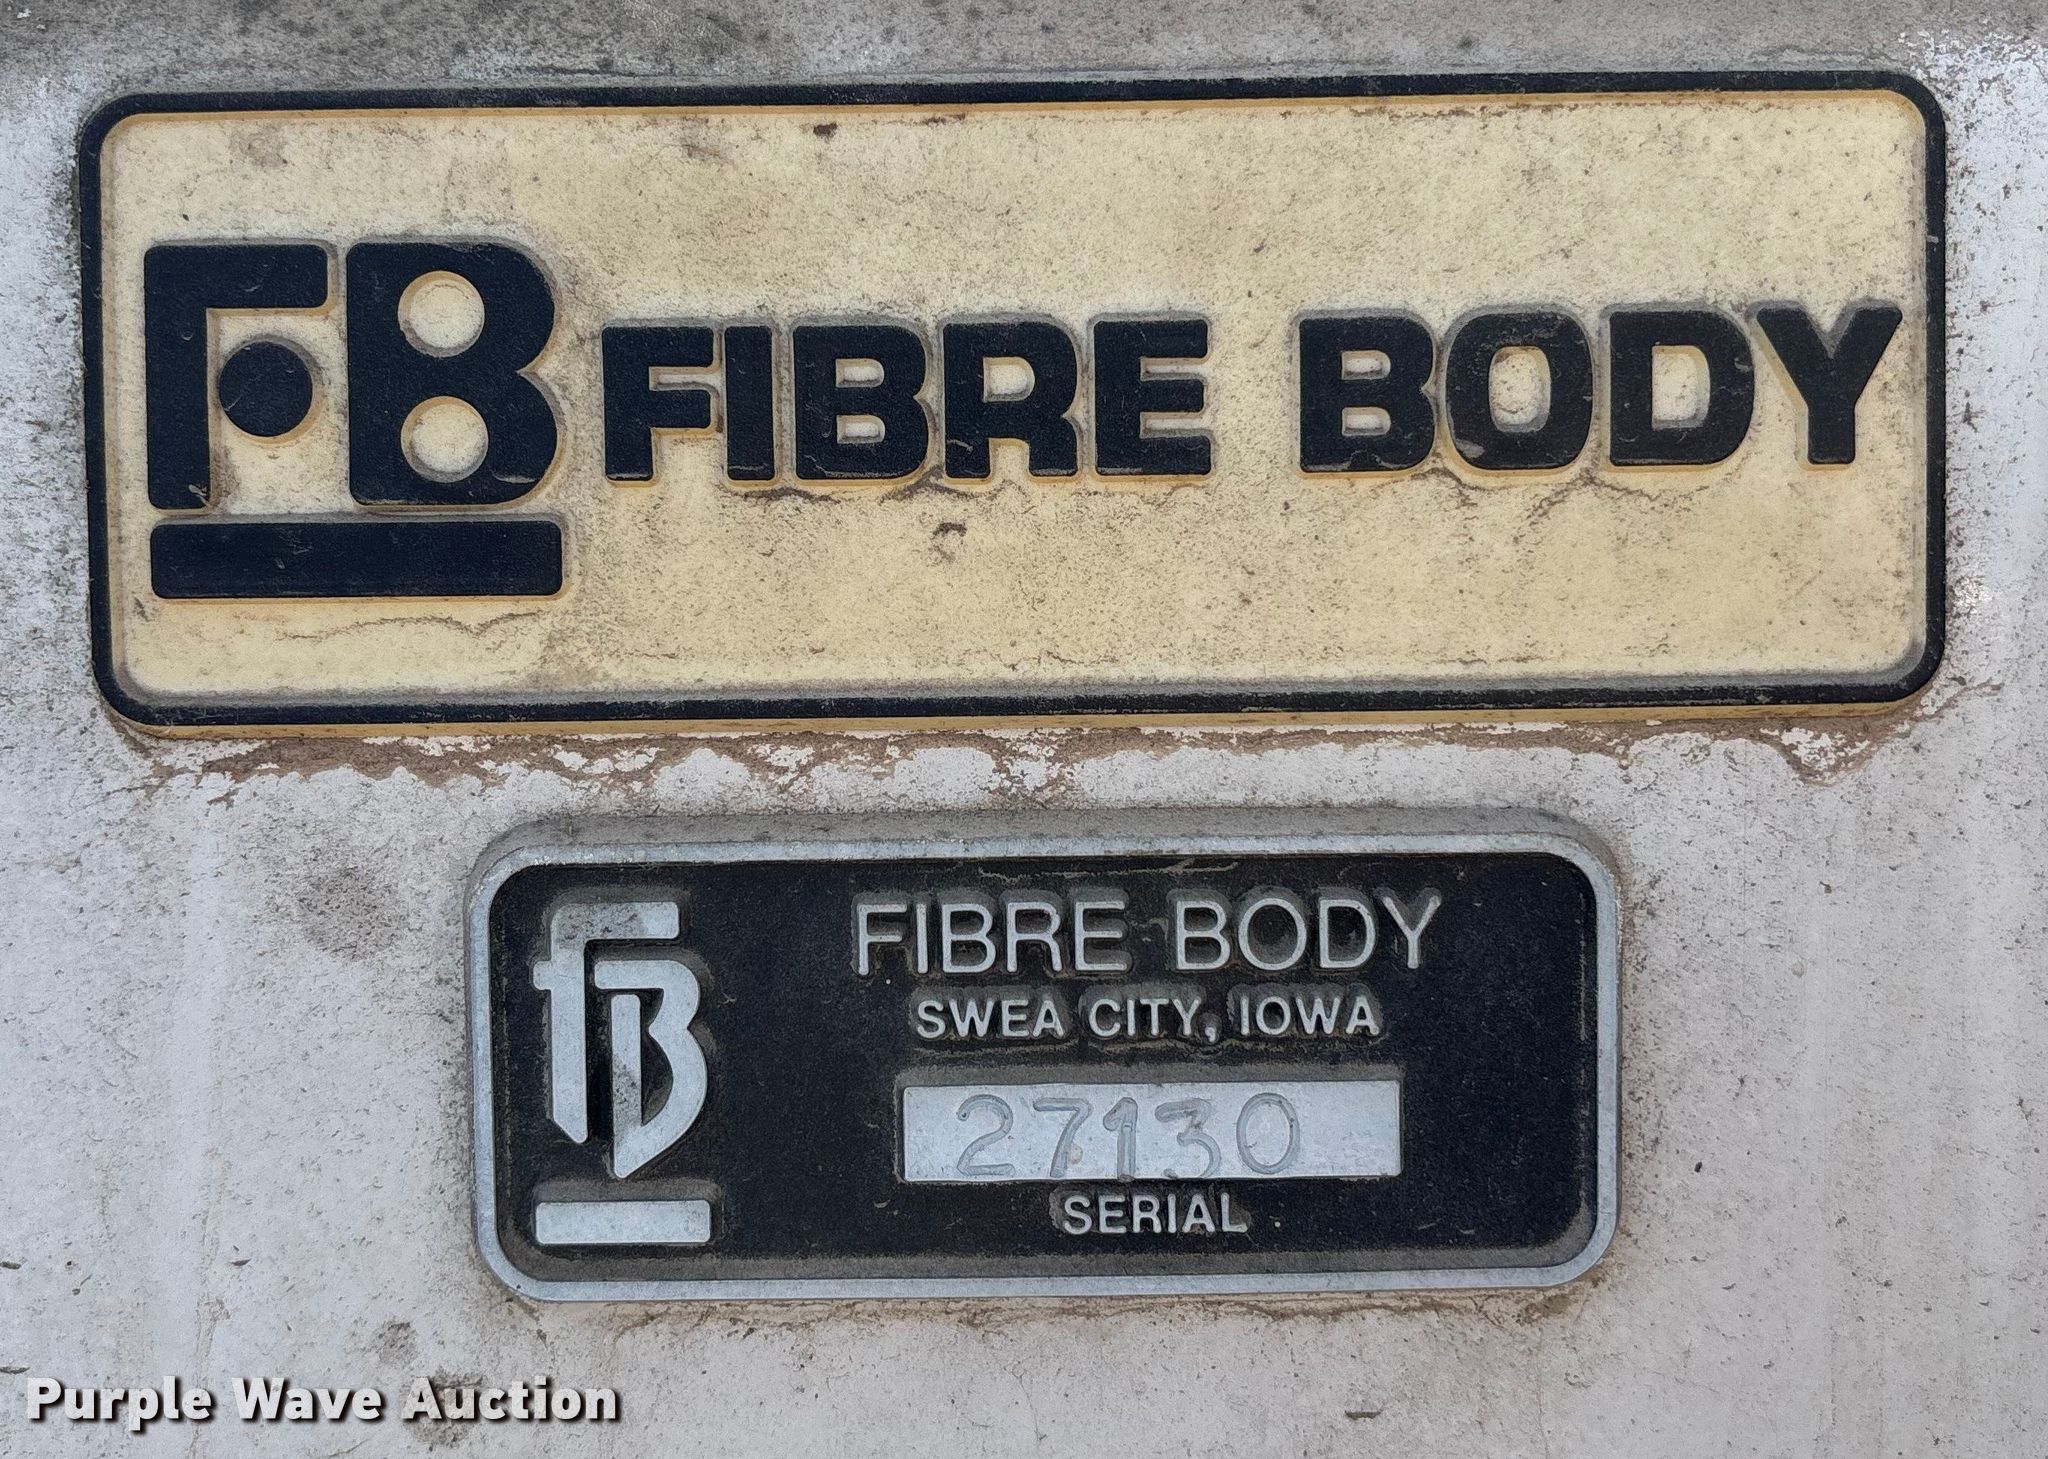 FB FIBRE BODY
FB
FIBRE BODY
SWEA CITY, IOWA
27130
SERIAL
Purple Wave Auction